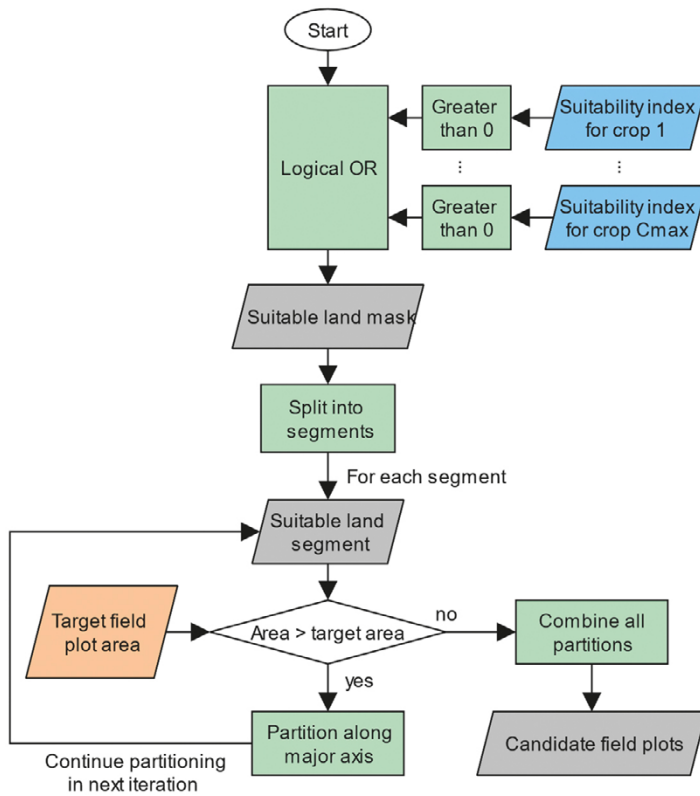 Start
Logical OR
Greater
than 0
Suitability index
for crop 1
...
...
Greater
than 0
Suitability index
for crop Cmax
Suitable land mask
Split into
segments
For each segment
Suitable land
segment
Target field
plot area
Area > target area
no
Combine all
partitions
yes
Partition along
major axis
Candidate field plots
Continue partitioning
in next iteration